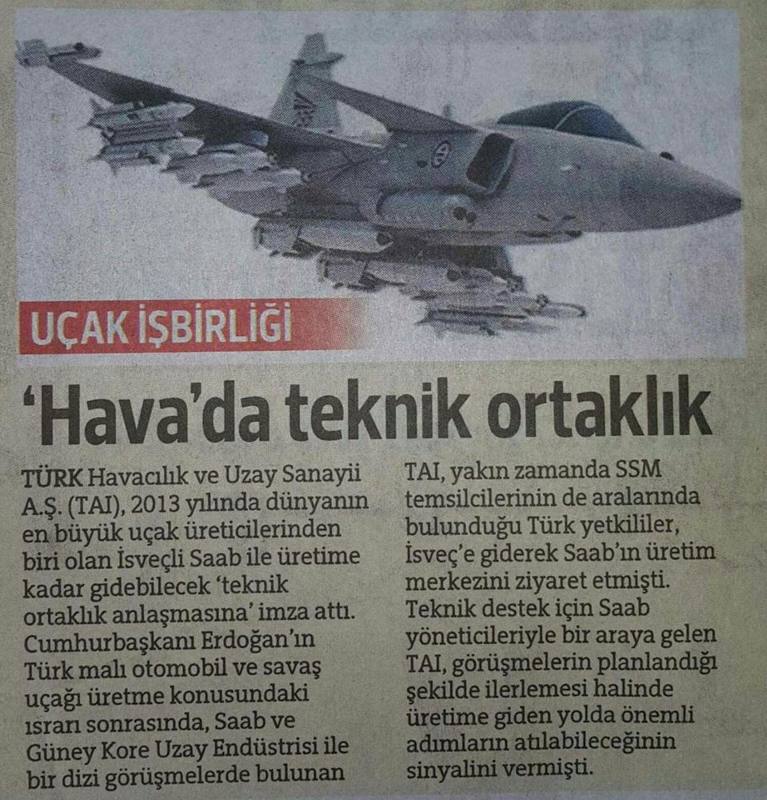 UÇAK İŞBİRLİĞİ
‘Hava’da teknik ortaklık
TÜRK Havacılık ve Uzay Sanayii
A.Ş. (TAI), 2013 yılında dünyanın
en büyük uçak üreticilerinden
biri olan İsveçli Saab ile üretime
kadar gidebilecek ‘teknik
ortaklık anlaşmasına’ imza attı.
Cumhurbaşkanı Erdoğan’ın
Türk malı otomobil ve savaş
uçağı üretme konusundaki
ısrarı sonrasında, Saab ve
Güney Kore Uzay Endüstrisi ile
bir dizi görüşmelerde bulunan
TAI, yakın zamanda SSM
temsilcilerinin de aralarında
bulunduğu Türk yetkililer,
İsveç’e giderek Saab’ın üretim
merkezini ziyaret etmişti.
Teknik destek için Saab
yöneticileriyle bir araya gelen
TAI, görüşmelerin planlandığı
şekilde ilerlemesi halinde
üretime giden yolda önemli
adımların atılabileceğinin
sinyalini vermişti.